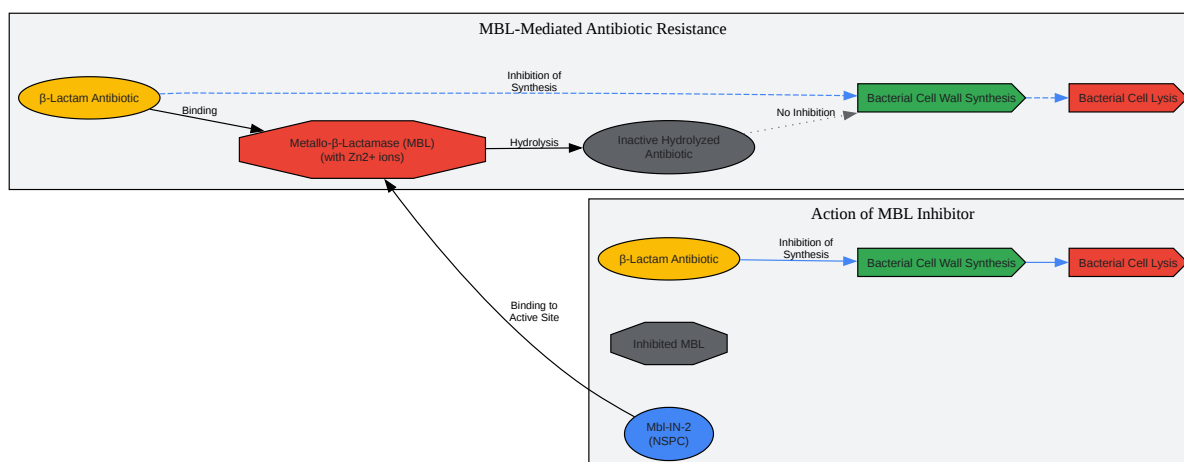 MBL-Mediated Antibiotic Resistance
β-Lactam Antibiotic
Inhibition of
Synthesis
Bacterial Cell Wall Synthesis
Bacterial Cell Lysis
Binding
Metallo-β-Lactamase (MBL)
(with Zn2+ ions)
Hydrolysis
Inactive Hydrolyzed
Antibiotic
No Inhibition
Action of MBL Inhibitor
β-Lactam Antibiotic
Inhibition of
Synthesis
Bacterial Cell Wall Synthesis
Bacterial Cell Lysis
Binding to
Active Site
Inhibited MBL
Mbl-IN-2
(NSPC)